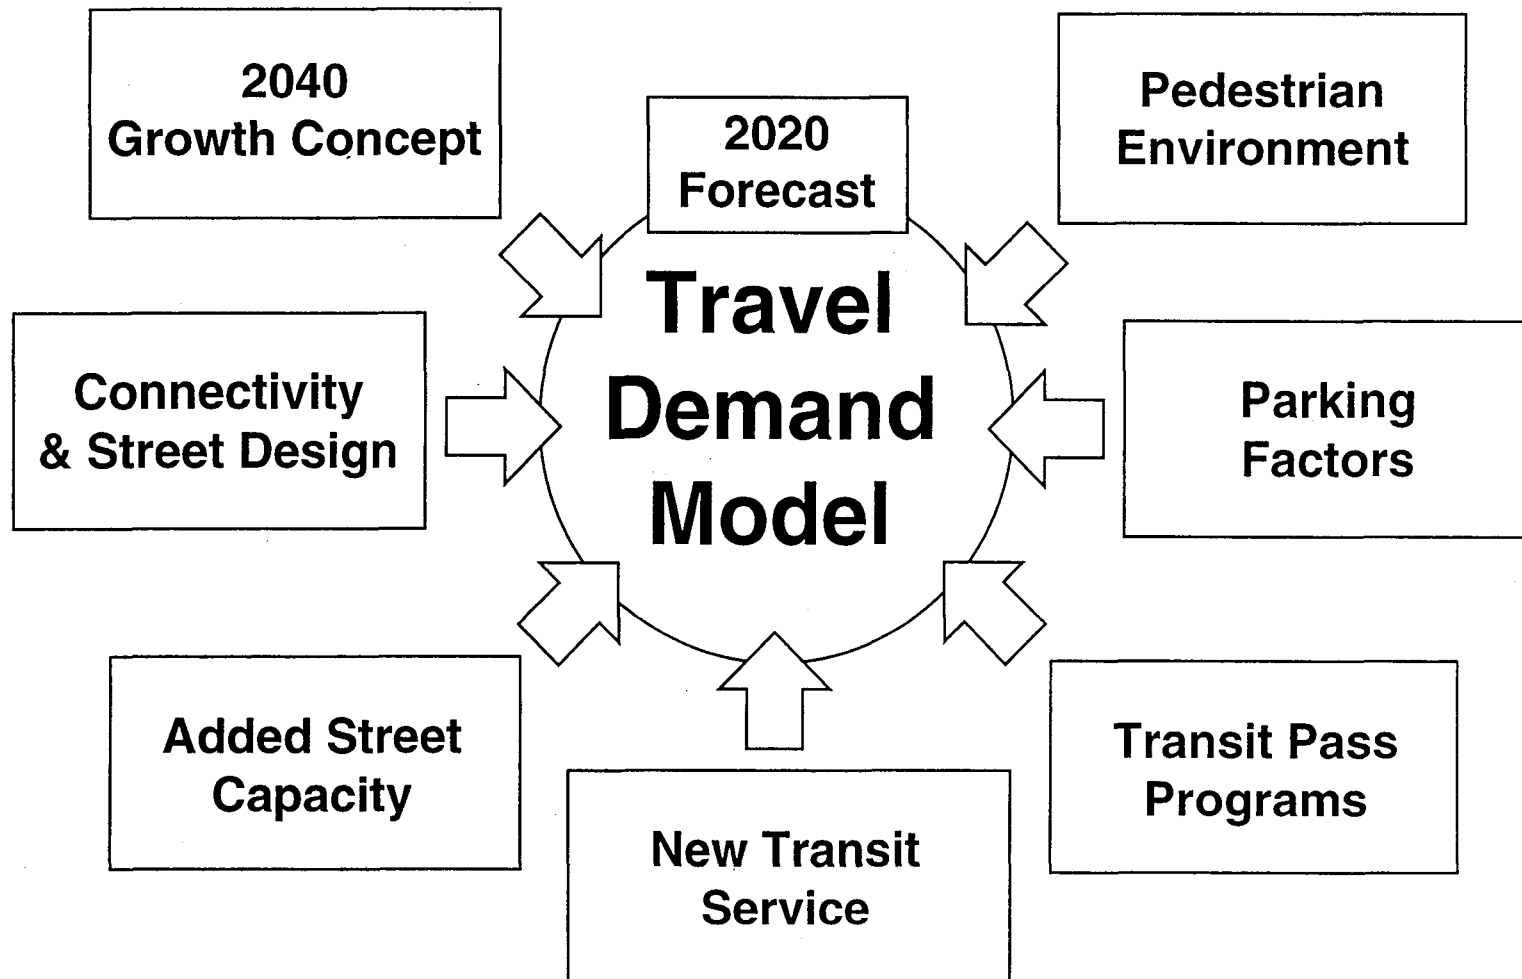 2040
Growth Concept
2020
Forecast
Pedestrian
Environment
Travel
Demand
Model
Connectivity
& Street Design
Parking
Factors
Added Street
Capacity
New Transit
Service
Transit Pass
Programs